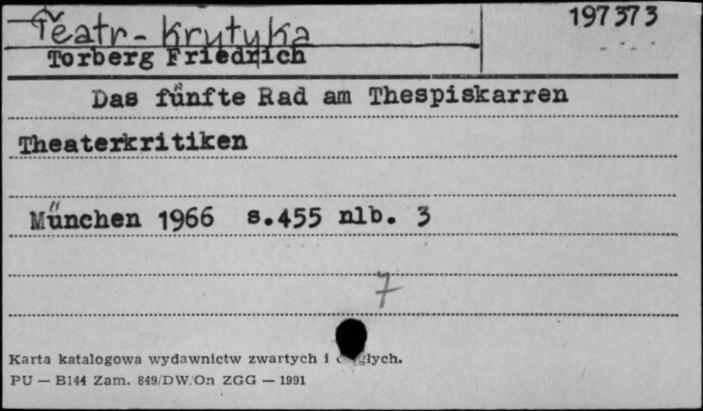 Teatr - Krytyka
197373
Torberg Friedrich
Das fünfte Rad am Thespiskarren
Theaterkritiken
München 1966 s.455 nlb. 3
7
Karta katalogowa wydawnictw zwartych i głych.
PU — B144 Zam. 849/DW/On ZGG — 1991